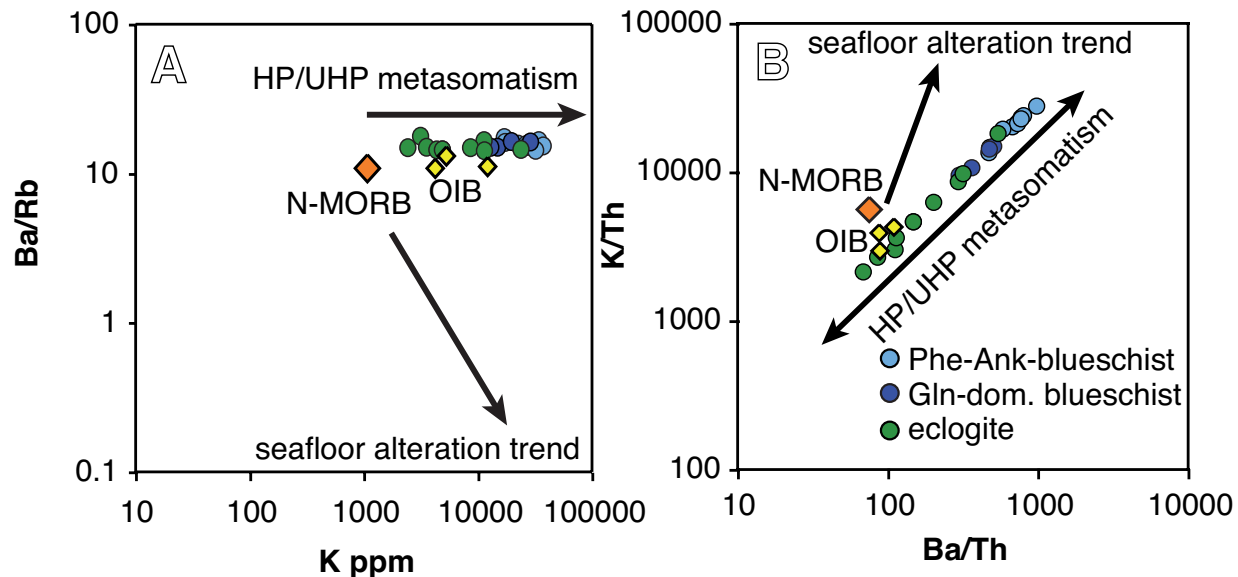 A
100
10
1
0.1
Ba/Rb
HP/UHP metasomatism
N-MORB
OIB
seafloor alteration trend
10
100
1000
10000
100000
K ppm
B
100000
10000
1000
100
K/Th
seafloor alteration trend
N-MORB
OIB
HP/UHP metasomatism
Phe-Ank-blueschist
Gln-dom. blueschist
eclogite
10
100
1000
10000
Ba/Th